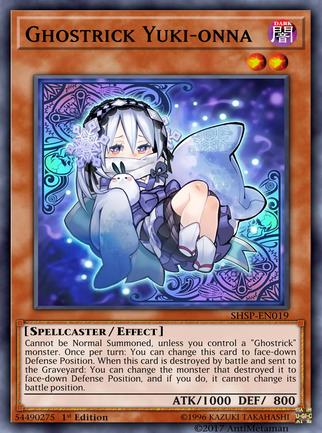 Ghostrick Yuki-onna
DARK
闇
SHSP-EN019
[Spellcaster / Effect]
Cannot be Normal Summoned, unless you control a "Ghostrick"
monster. Once per turn: You can change this card to face-down
Defense Position. When this card is destroyed by battle and sent to
the Graveyard: You can change the monster that destroyed it to
face-down Defense Position, and if you do, it cannot change its
battle position.
ATK/1000 DEF/ 800
54490275 1st Edition ©1996 KAZUKI TAKAHASHI
©2017 AntiMetaman